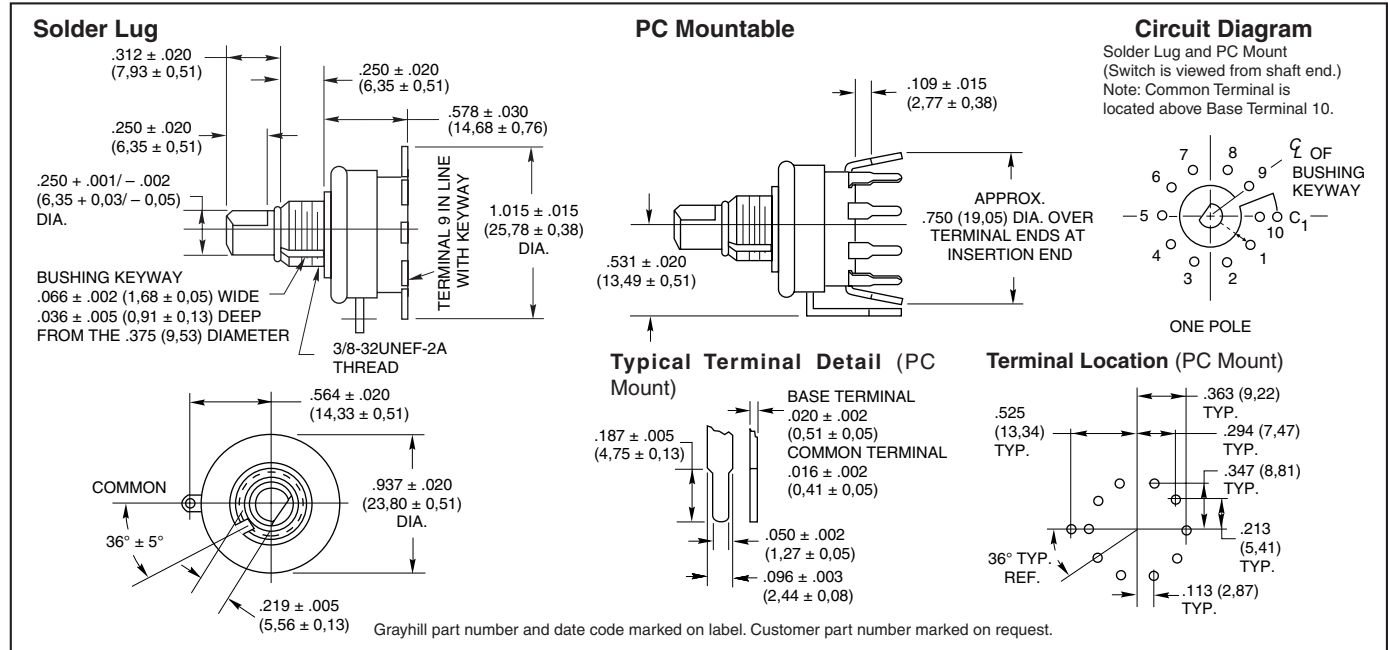 Solder Lug
.312 ± .020
(7,93 ± 0,51)
.250 ± .020
(6,35 ± 0,51)
.578 ± .030
(14,68 ± 0,76)
.250 ± .020
(6,35 ± 0,51)
.250 + .001/ – .002
(6,35 + 0,03/ – 0,05)
DIA.
TERMINAL 9 IN LINE
WITH KEYWAY
1.015 ± .015
(25,78 ± 0,38)
DIA.
BUSHING KEYWAY
.066 ± .002 (1,68 ± 0,05) WIDE
.036 ± .005 (0,91 ± 0,13) DEEP
FROM THE .375 (9,53) DIAMETER
3/8-32UNEF-2A
THREAD
.564 ± .020
(14,33 ± 0,51)
COMMON
.937 ± .020
(23,80 ± 0,51)
DIA.
36° ± 5°
.219 ± .005
(5,56 ± 0,13)
PC Mountable
.109 ± .015
(2,77 ± 0,38)
APPROX.
.750 (19,05) DIA. OVER
TERMINAL ENDS AT
INSERTION END
.531 ± .020
(13,49 ± 0,51)
Circuit Diagram
Solder Lug and PC Mount
(Switch is viewed from shaft end.)
Note: Common Terminal is
located above Base Terminal 10.
7
8
6
9
℄ OF
BUSHING
KEYWAY
5
C1
10
4
1
3
2
ONE POLE
Typical Terminal Detail (PC
Mount)
BASE TERMINAL
.020 ± .002
(0,51 ± 0,05)
COMMON TERMINAL
.016 ± .002
(0,41 ± 0,05)
.187 ± .005
(4,75 ± 0,13)
.050 ± .002
(1,27 ± 0,05)
.096 ± .003
(2,44 ± 0,08)
Terminal Location (PC Mount)
.363 (9,22)
TYP.
.525
(13,34)
TYP.
.294 (7,47)
TYP.
.347 (8,81)
TYP.
.213
(5,41)
TYP.
36° TYP.
REF.
.113 (2,87)
TYP.
Grayhill part number and date code marked on label. Customer part number marked on request.